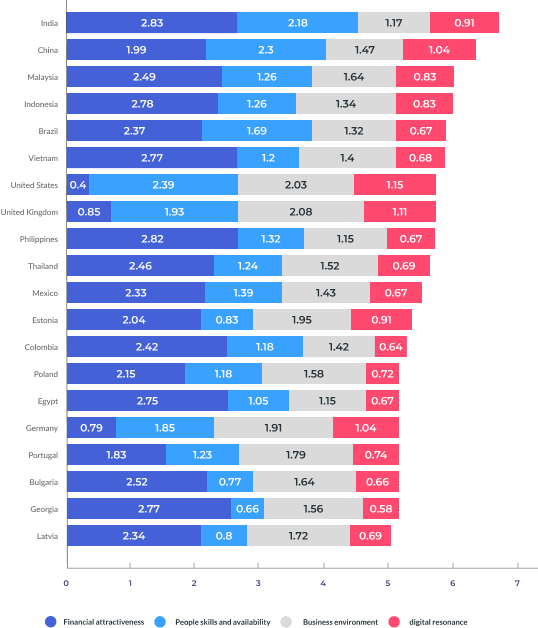 India 2.83 2.18 1.17 0.91
China 1.99 2.3 1.47 1.04
Malaysia 2.49 1.26 1.64 0.83
Indonesia 2.78 1.26 1.34 0.83
Brazil 2.37 1.69 1.32 0.67
Vietnam 2.77 1.2 1.4 0.68
United States 0.4 2.39 2.03 1.15
United Kingdom 0.85 1.93 2.08 1.11
Philippines 2.82 1.32 1.15 0.67
Thailand 2.46 1.24 1.52 0.69
Mexico 2.33 1.39 1.43 0.67
Estonia 2.04 0.83 1.95 0.91
Colombia 2.42 1.18 1.42 0.64
Poland 2.15 1.18 1.58 0.72
Egypt 2.75 1.05 1.15 0.67
Germany 0.79 1.85 1.91 1.04
Portugal 1.83 1.23 1.79 0.74
Bulgaria 2.52 0.77 1.64 0.66
Georgia 2.77 0.66 1.56 0.58
Latvia 2.34 0.8 1.72 0.69
0 1 2 3 4 5 6 7
Financial attractiveness People skills and availability Business environment digital resonance